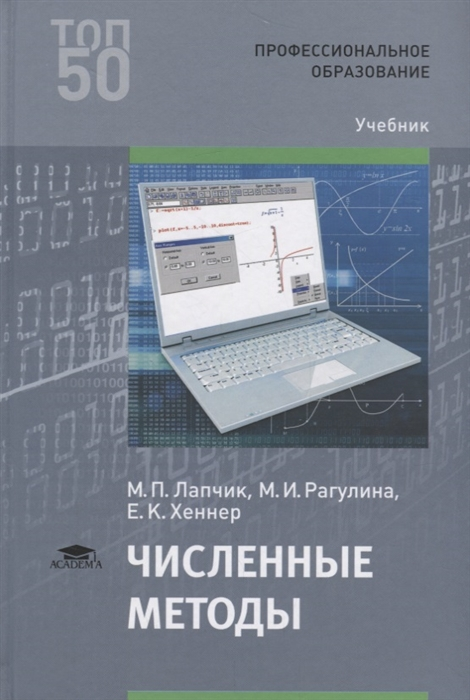 ТОП
50
ПРОФЕССИОНАЛЬНОЕ
ОБРАЗОВАНИЕ
Учебник
М. П. Лапчик, М. И. Рагулина,
Е. К. Хеннер
ACADEMA
ЧИСЛЕННЫЕ
МЕТОДЫ